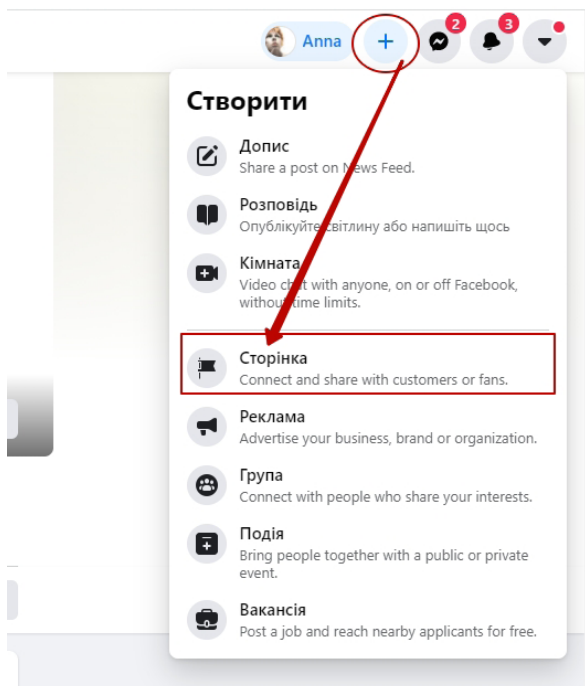 Anna
+
2
3
Створити
Допис
Share a post on News Feed.
Розповідь
Опублікуйте світлину або напишіть щось
Кімната
Video chat with anyone, on or off Facebook,
without time limits.
Сторінка
Connect and share with customers or fans.
Реклама
Advertise your business, brand or organization.
Група
Connect with people who share your interests.
Подія
Bring people together with a public or private
event.
Вакансія
Post a job and reach nearby applicants for free.